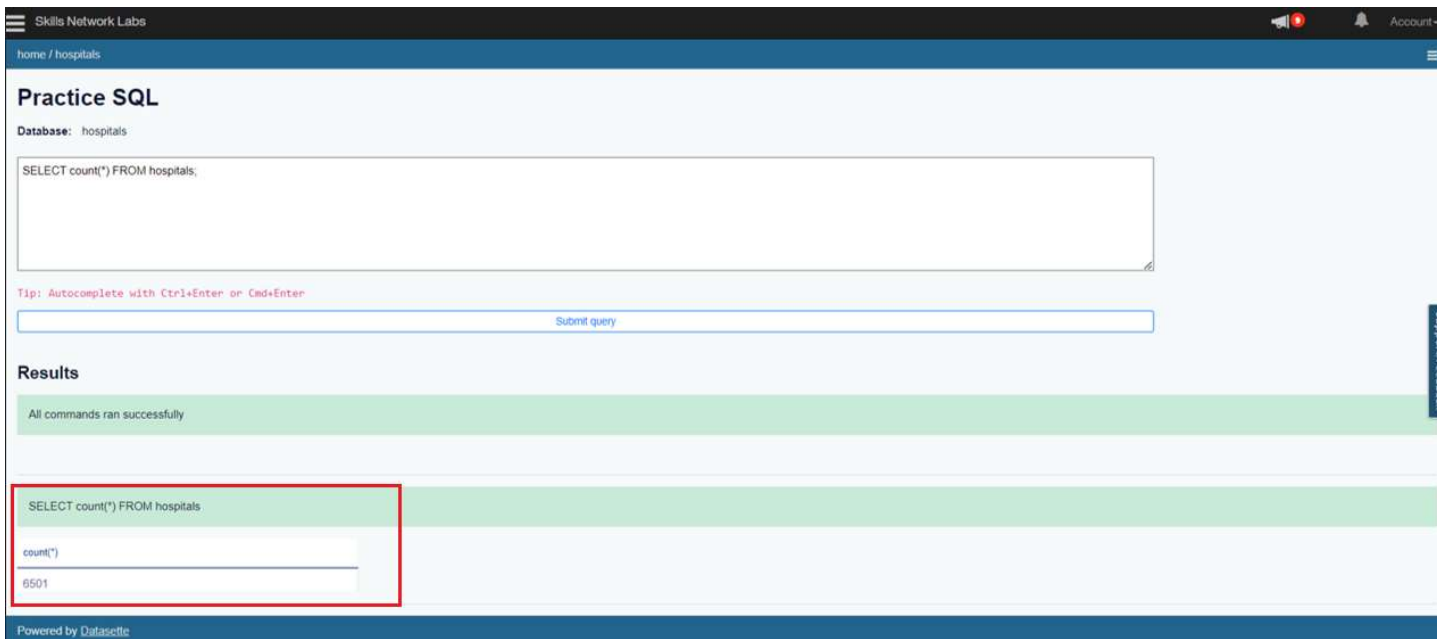 Skills Network Labs
Account
home / hospitals
Practice SQL
Database: hospitals
SELECT count(*) FROM hospitals;
Tip: Autocomplete with Ctrl+Enter or Cmd+Enter
Submit query
Results
All commands ran successfully
SELECT count(*) FROM hospitals
count(*)
6501
Powered by Datasette